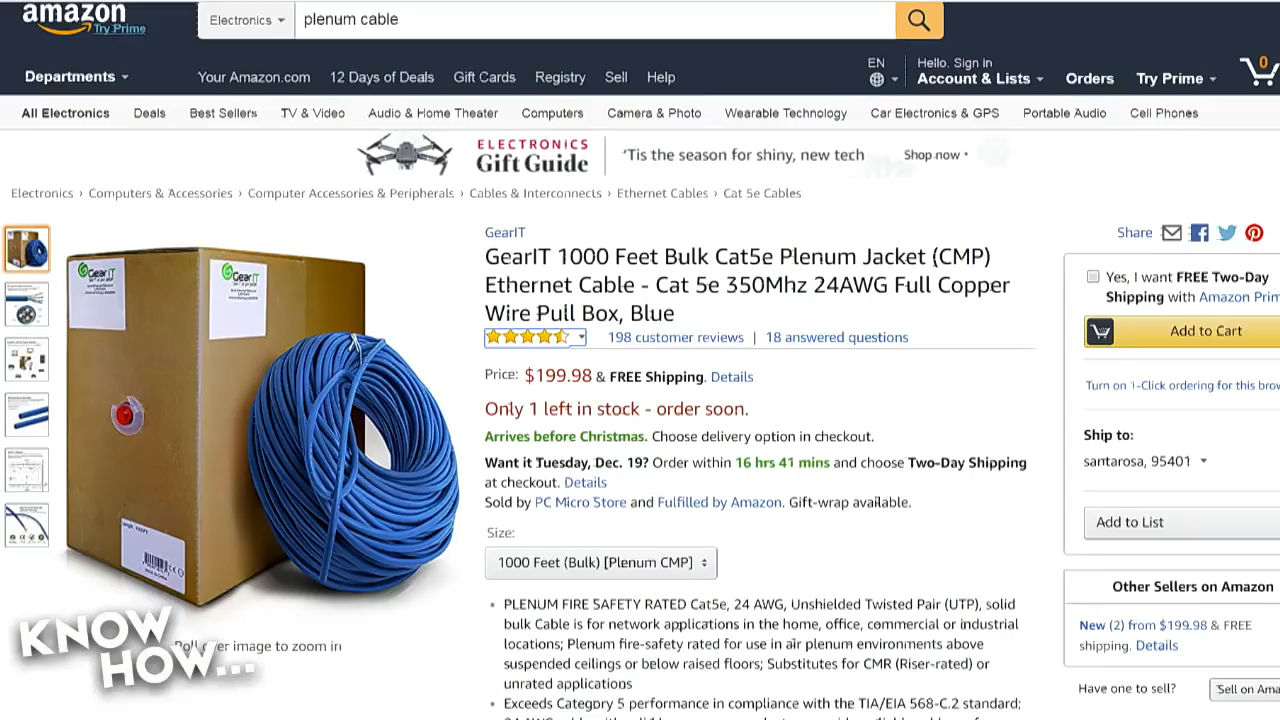 amazon
Try Prime
Electronics
plenum cable
Departments
Your Amazon.com
12 Days of Deals
Gift Cards
Registry
Sell
Help
EN
Hello. Sign in
Account & Lists
Orders
Try Prime
0
All Electronics
Deals
Best Sellers
TV & Video
Audio & Home Theater
Computers
Camera & Photo
Wearable Technology
Car Electronics & GPS
Portable Audio
Cell Phones
ELECTRONICS
Gift Guide
'Tis the season for shiny, new tech
Shop now
Electronics › Computers & Accessories › Computer Accessories & Peripherals › Cables & Interconnects › Ethernet Cables › Cat 5e Cables
GearIT
GearIT
GearIT
GearIT 1000 Feet Bulk Cat5e Plenum Jacket (CMP)
Ethernet Cable - Cat 5e 350Mhz 24AWG Full Copper
Wire Pull Box, Blue
198 customer reviews | 18 answered questions
Price: $199.98 & FREE Shipping. Details
Only 1 left in stock - order soon.
Arrives before Christmas. Choose delivery option in checkout.
Want it Tuesday, Dec. 19? Order within 16 hrs 41 mins and choose Two-Day Shipping
at checkout. Details
Sold by PC Micro Store and Fulfilled by Amazon. Gift-wrap available.
Size:
1000 Feet (Bulk) [Plenum CMP]
• PLENUM FIRE SAFETY RATED Cat5e, 24 AWG, Unshielded Twisted Pair (UTP), solid
bulk Cable is for network applications in the home, office, commercial or industrial
locations; Plenum fire-safety rated for use in air plenum environments above
suspended ceilings or below raised floors; Substitutes for CMR (Riser-rated) or
unrated applications
• Exceeds Category 5 performance in compliance with the TIA/EIA 568-C.2 standard;
Share
Yes, I want FREE Two-Day
Shipping with Amazon Prim
Add to Cart
Turn on 1-Click ordering for this brow
Ship to:
santarosa, 95401
Add to List
Other Sellers on Amazon
New (2) from $199.98 & FREE
shipping. Details
Have one to sell?
Sell on Ama
KNOW
HOW...
over image to zoom in